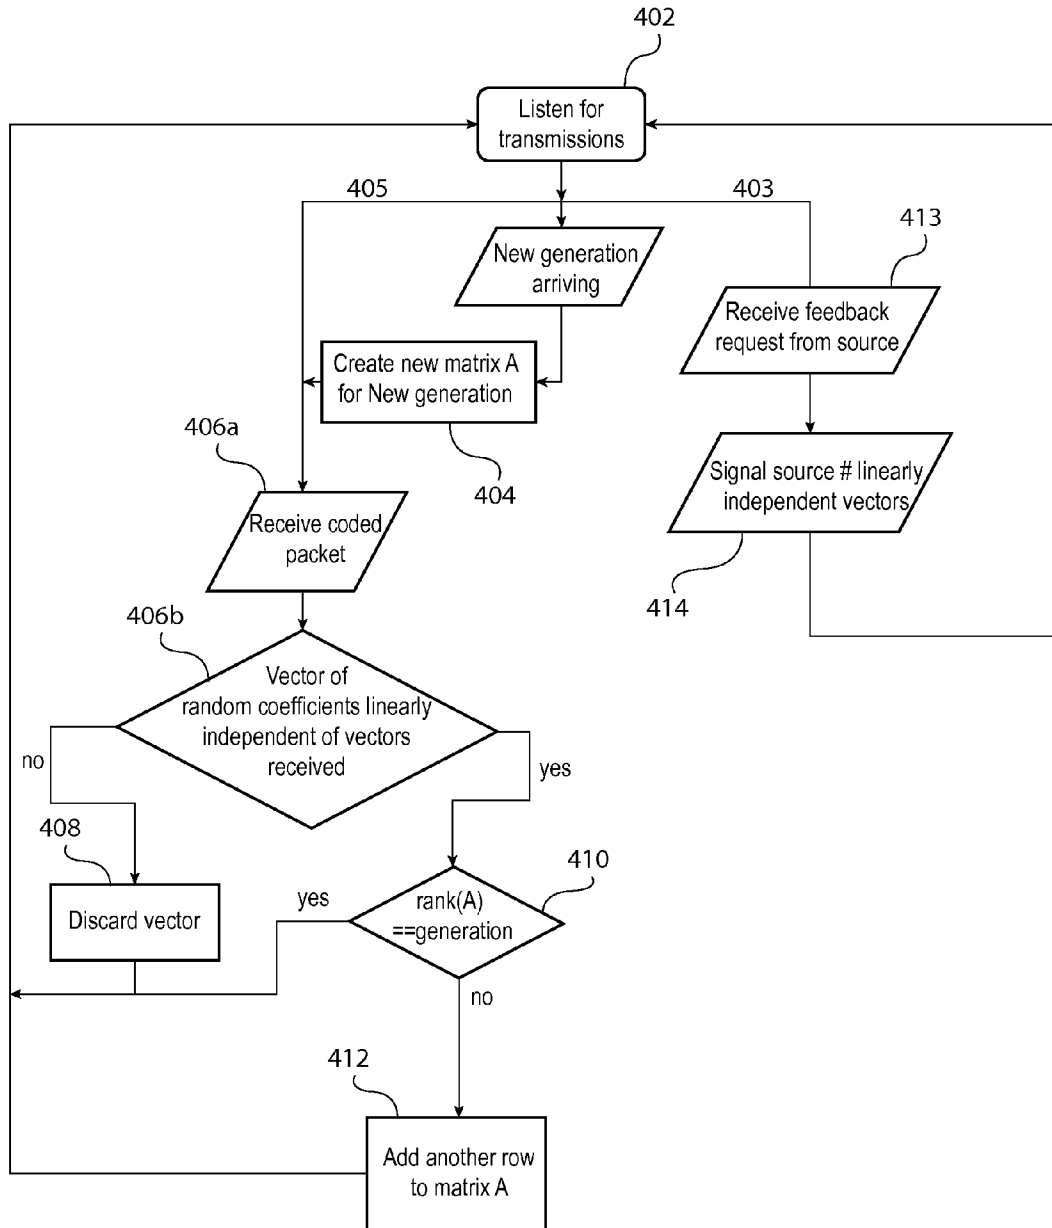 402
Listen for
transmissions
405
403
413
New generation
arriving
Receive feedback
request from source
Create new matrix A
for New generation
406a
404
Signal source # linearly
independent vectors
Receive coded
packet
414
406b
Vector of
random coefficients linearly
independent of vectors
received
no
yes
408
410
yes
rank(A)
==generation
Discard vector
no
412
Add another row
to matrix A